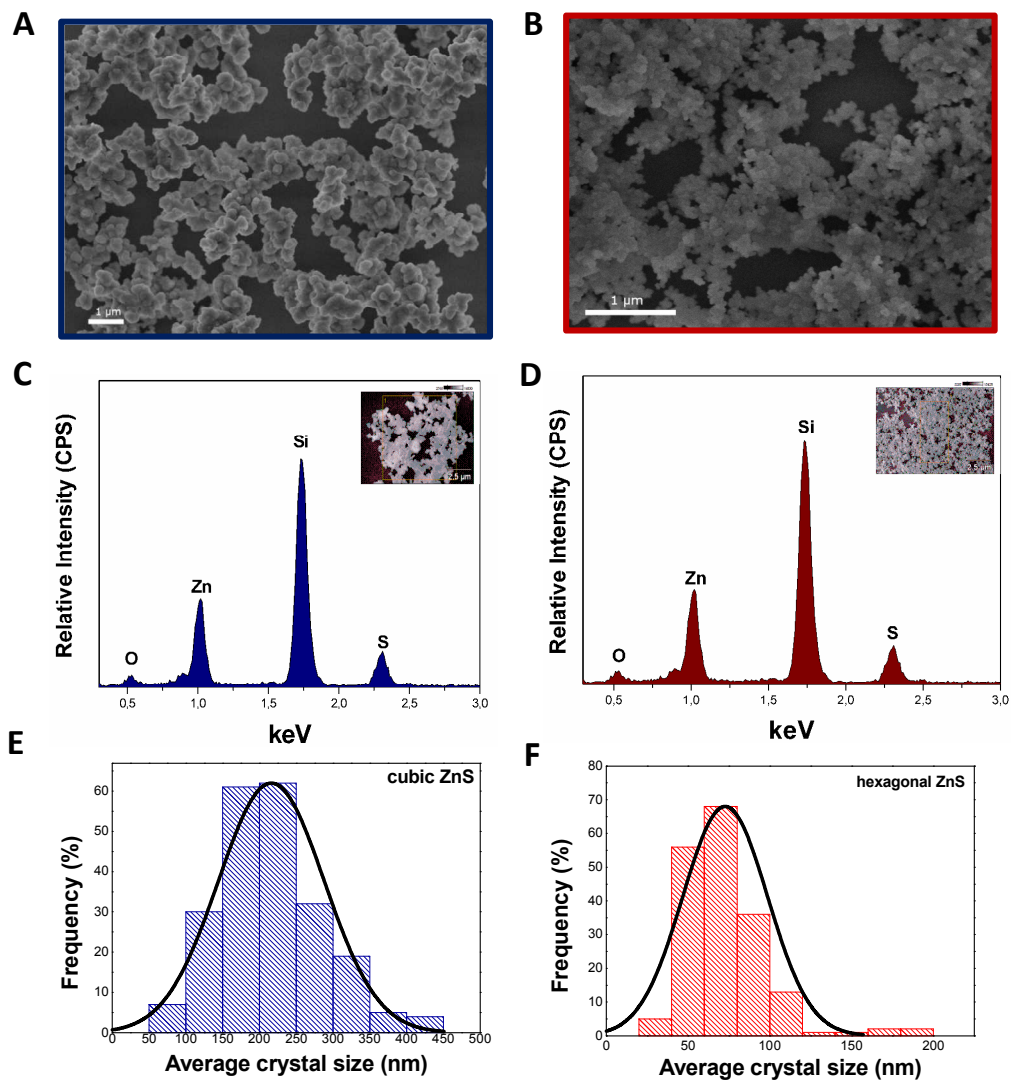 A
B
1 µm
1 µm
C
D
Relative Intensity (CPS)
O
Zn
Si
S
2.5 µm
0,5 1,0 1,5 2,0 2,5 3,0
keV
Relative Intensity (CPS)
O
Zn
Si
S
2.5 µm
0,5 1,0 1,5 2,0 2,5 3,0
keV
E
F
cubic ZnS
Frequency (%)
60
50
40
30
20
10
0
0 50 100 150 200 250 300 350 400 450 500
Average crystal size (nm)
hexagonal ZnS
Frequency (%)
80
70
60
50
40
30
20
10
0
0 50 100 150 200
Average crystal size (nm)